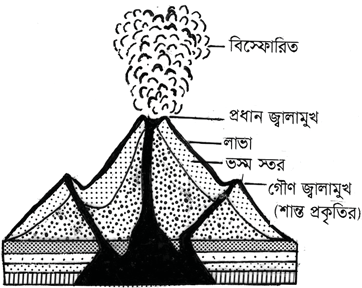 বিস্ফোরিত
প্রধান জ্বালামুখ
লাভা
ভস্ম স্তর
গৌণ জ্বালামুখ
(শান্ত প্রকৃতির)